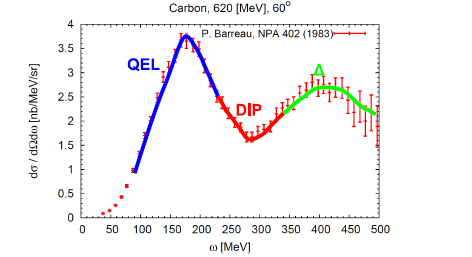 Carbon, 620 [MeV], 60°
P. Barreau, NPA 402 (1983)
QEL
DIP
Δ
dσ / dΩdω [nb/MeV/sr]
4
3.5
3
2.5
2
1.5
1
0.5
0
0 50 100 150 200 250 300 350 400 450 500
ω [MeV]